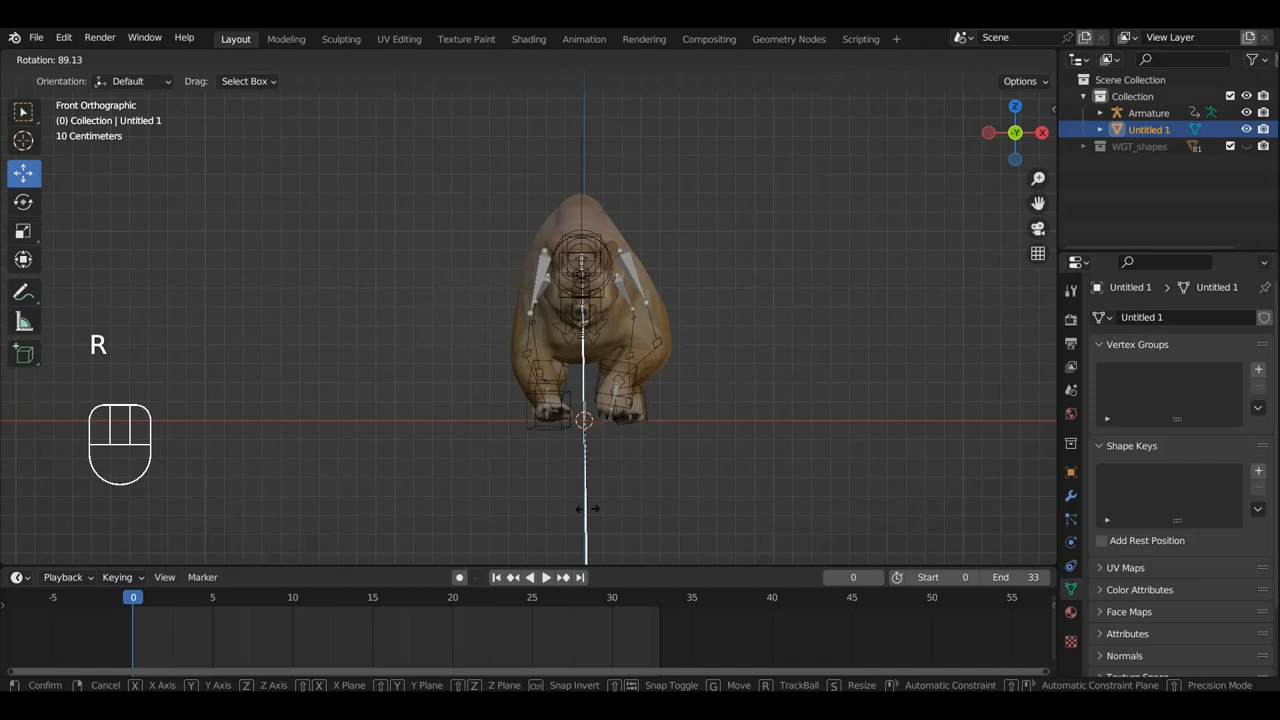 File Edit Render Window Help Layout Modeling Sculpting UV Editing Texture Paint Shading Animation Rendering Compositing Geometry Nodes Scripting + Scene View Layer
Rotation: 89.13
Orientation: Default Drag: Select Box Options
Front Orthographic
(0) Collection | Untitled 1
10 Centimeters
Z
X
-Y
Scene Collection
Collection
Armature
Untitled 1
WGT_shapes 81
Untitled 1 > Untitled 1
Untitled 1
Vertex Groups
Shape Keys
Add Rest Position
UV Maps
Color Attributes
Face Maps
Attributes
Normals
R
Playback Keying View Marker 0 Start 0 End 33
-5 0 5 10 15 20 25 30 35 40 45 50 55
Confirm Cancel X X Axis Y Y Axis Z Z Axis X X Plane Y Y Plane Z Z Plane Ctrl Snap Invert Snap Toggle G Move R TrackBall S Resize Automatic Constraint Automatic Constraint Plane Precision Mode